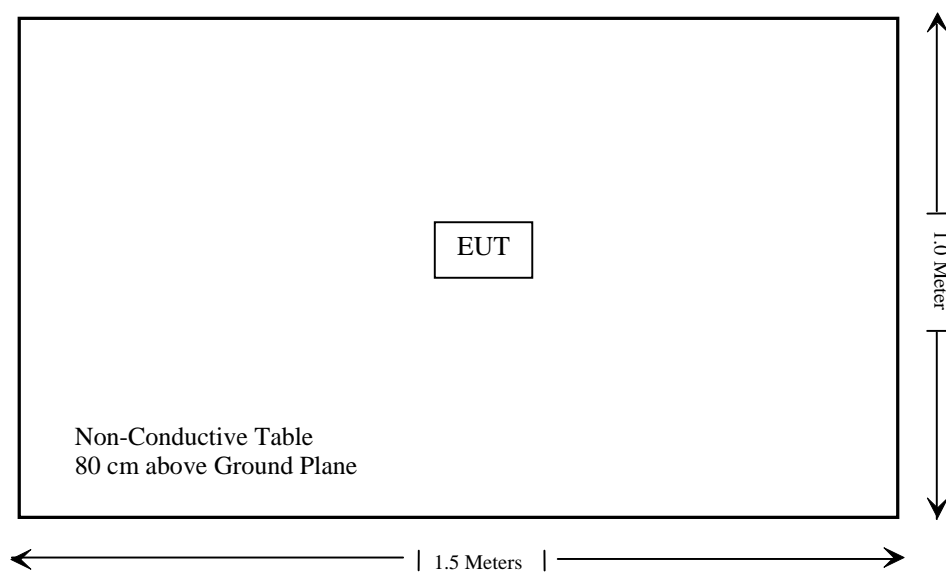 EUT
1.0 Meter
Non-Conductive Table
80 cm above Ground Plane
1.5 Meters